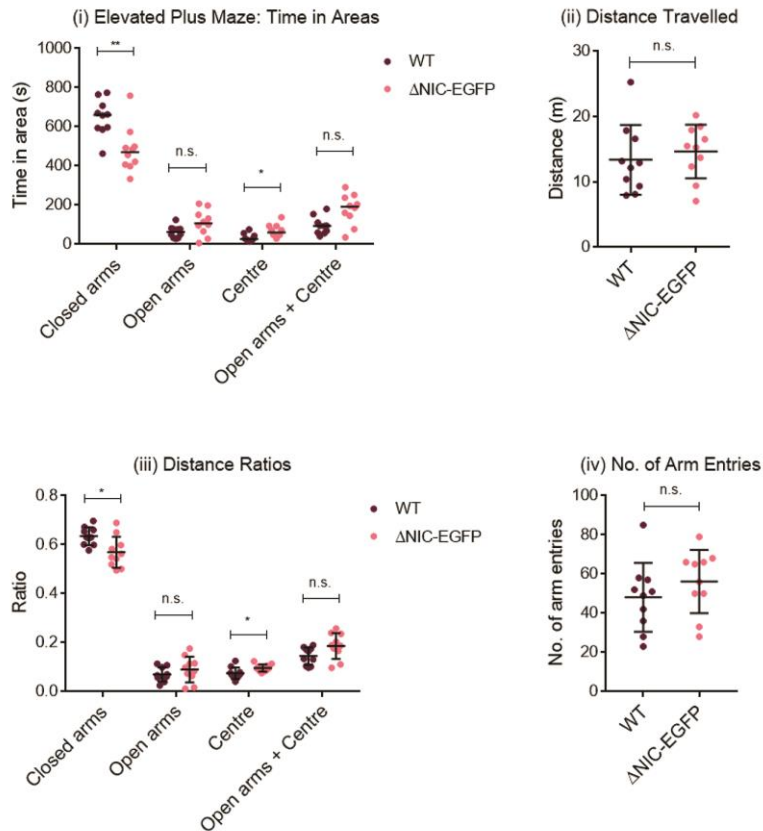 (i) Elevated Plus Maze: Time in Areas
Time in area (s)
1000
800
600
400
200
0
**
n.s.
*
n.s.
WT
ΔNIC-EGFP
Closed arms
Open arms
Centre
Open arms + Centre
(ii) Distance Travelled
Distance (m)
30
20
10
0
n.s.
WT
ΔNIC-EGFP
(iii) Distance Ratios
Ratio
0.8
0.6
0.4
0.2
0.0
*
n.s.
*
n.s.
WT
ΔNIC-EGFP
Closed arms
Open arms
Centre
Open arms + Centre
(iv) No. of Arm Entries
No. of arm entries
100
80
60
40
20
0
n.s.
WT
ΔNIC-EGFP